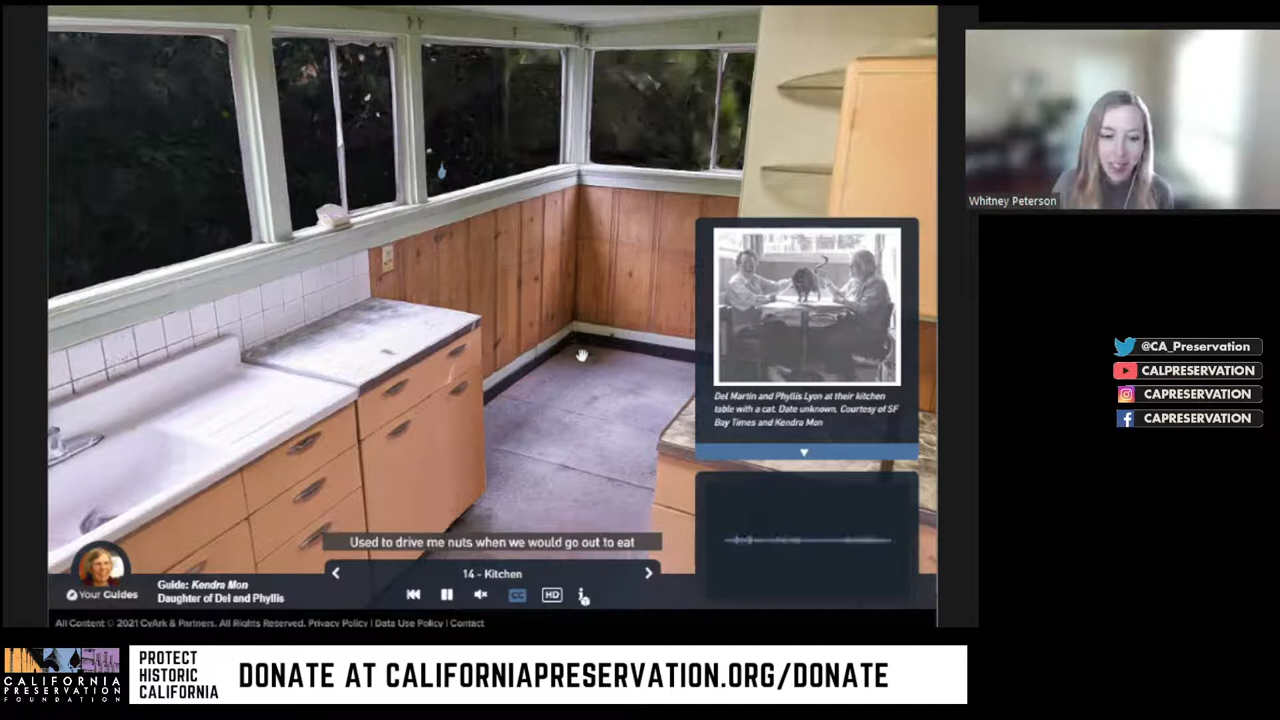 Whitney Peterson
Del Martin and Phyllis Lyon at their kitchen
table with a cat. Date unknown. Courtesy of SF
Bay Times and Kendra Mon
@CA_Preservation
CALPRESERVATION
CAPRESERVATION
CAPRESERVATION
Used to drive me nuts when we would go out to eat
14 - Kitchen
CC
HD
Your Guides
Guide: Kendra Mon
Daughter of Del and Phyllis
All Content © 2021 CyArk & Partners. All Rights Reserved. Privacy Policy | Data Use Policy | Contact
CALIFORNIA
PRESERVATION
FOUNDATION
PROTECT
HISTORIC
CALIFORNIA
DONATE AT CALIFORNIAPRESERVATION.ORG/DONATE